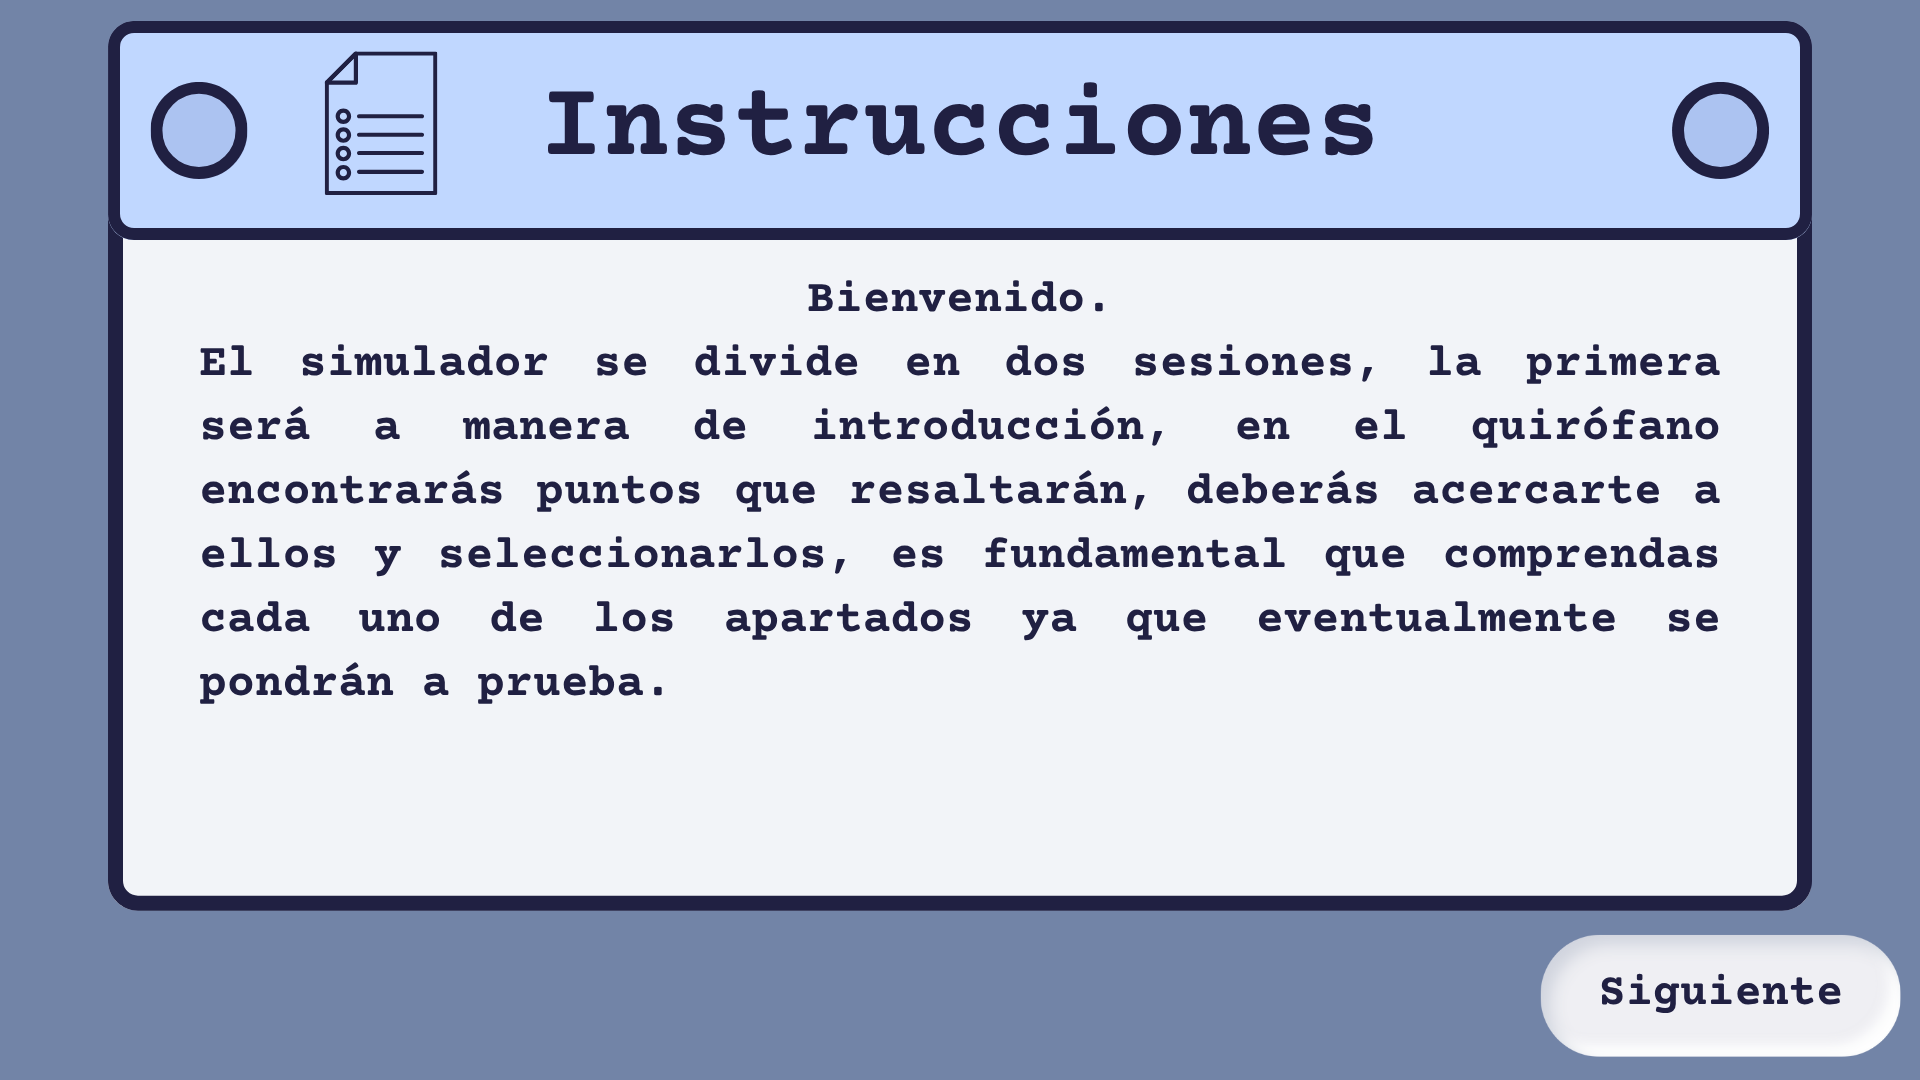 Instrucciones
Bienvenido.
El simulador se divide en dos sesiones, la primera
será a manera de introducción, en el quirófano
encontrarás puntos que resaltarán, deberás acercarte a
ellos y seleccionarlos, es fundamental que comprendas
cada uno de los apartados ya que eventualmente se
pondrán a prueba.
Siguiente